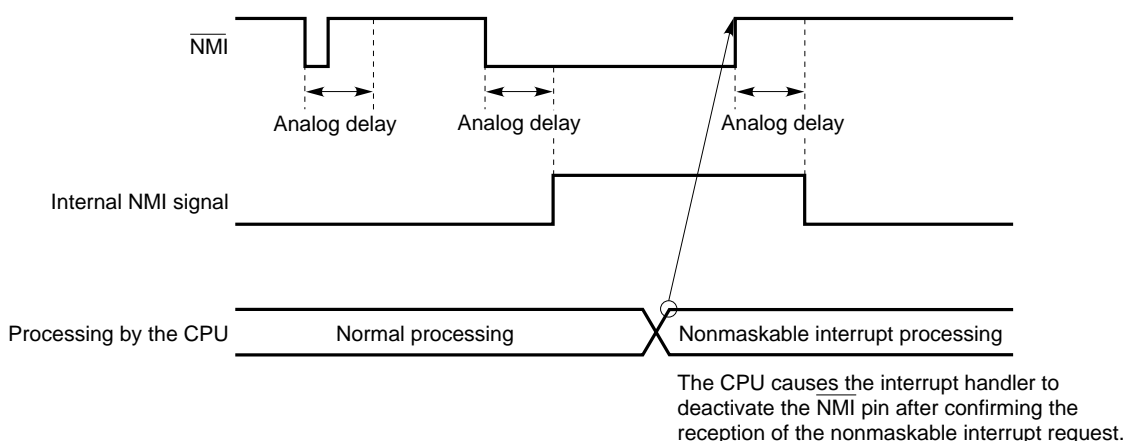 NMI
Analog delay Analog delay Analog delay
Internal NMI signal
Processing by the CPU Normal processing Nonmaskable interrupt processing
The CPU causes the interrupt handler to
deactivate the NMI pin after confirming the
reception of the nonmaskable interrupt request.